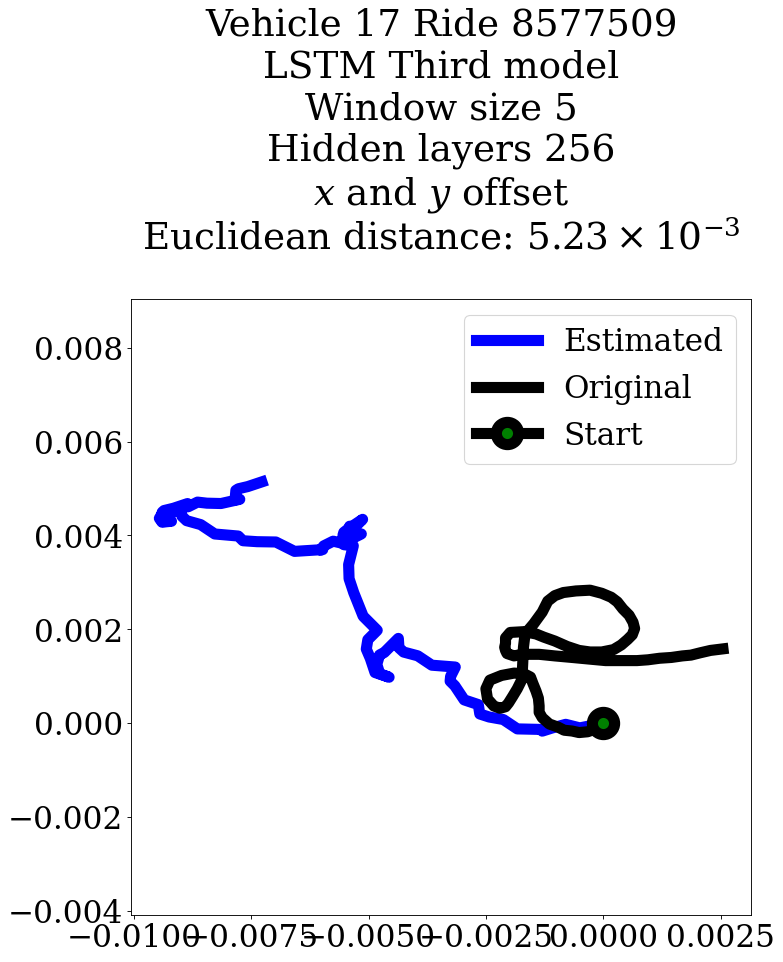 Vehicle 17 Ride 8577509
LSTM Third model
Window size 5
Hidden layers 256
x and y offset
Euclidean distance: 5.23 × 10⁻³
Estimated
Original
Start
0.008
0.006
0.004
0.002
0.000
−0.002
−0.004
−0.0100 −0.0075 −0.0050 −0.0025 0.0000 0.0025